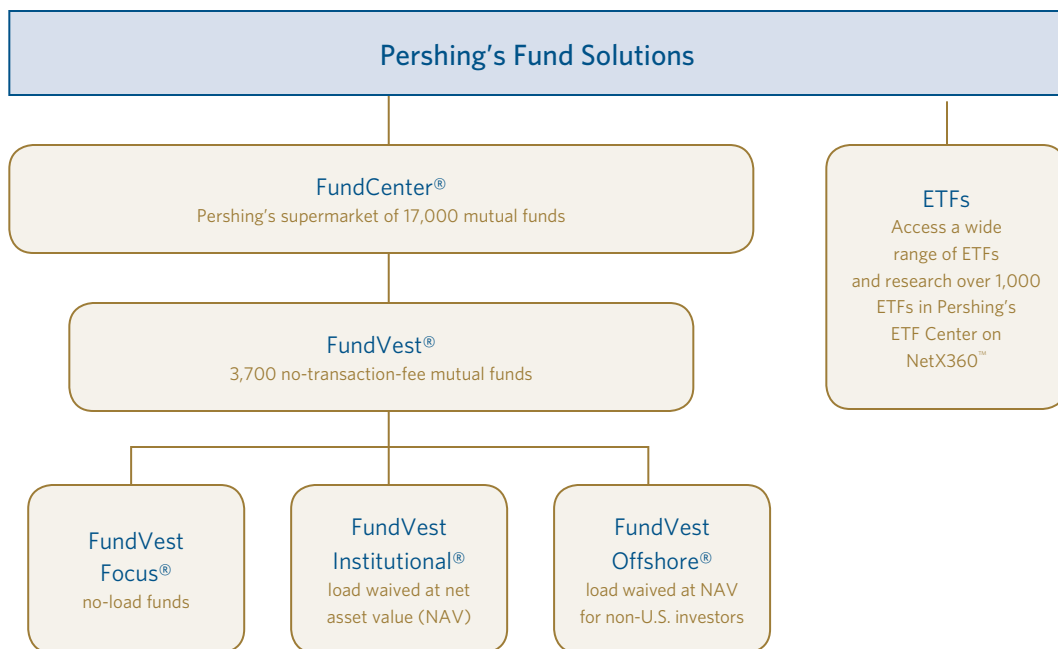 Pershing’s Fund Solutions
FundCenter®
Pershing’s supermarket of 17,000 mutual funds
ETFs
Access a wide
range of ETFs
and research over 1,000
ETFs in Pershing’s
ETF Center on
NetX360™
FundVest®
3,700 no-transaction-fee mutual funds
FundVest
Focus®
no-load funds
FundVest
Institutional®
load waived at net
asset value (NAV)
FundVest
Offshore®
load waived at NAV
for non-U.S. investors